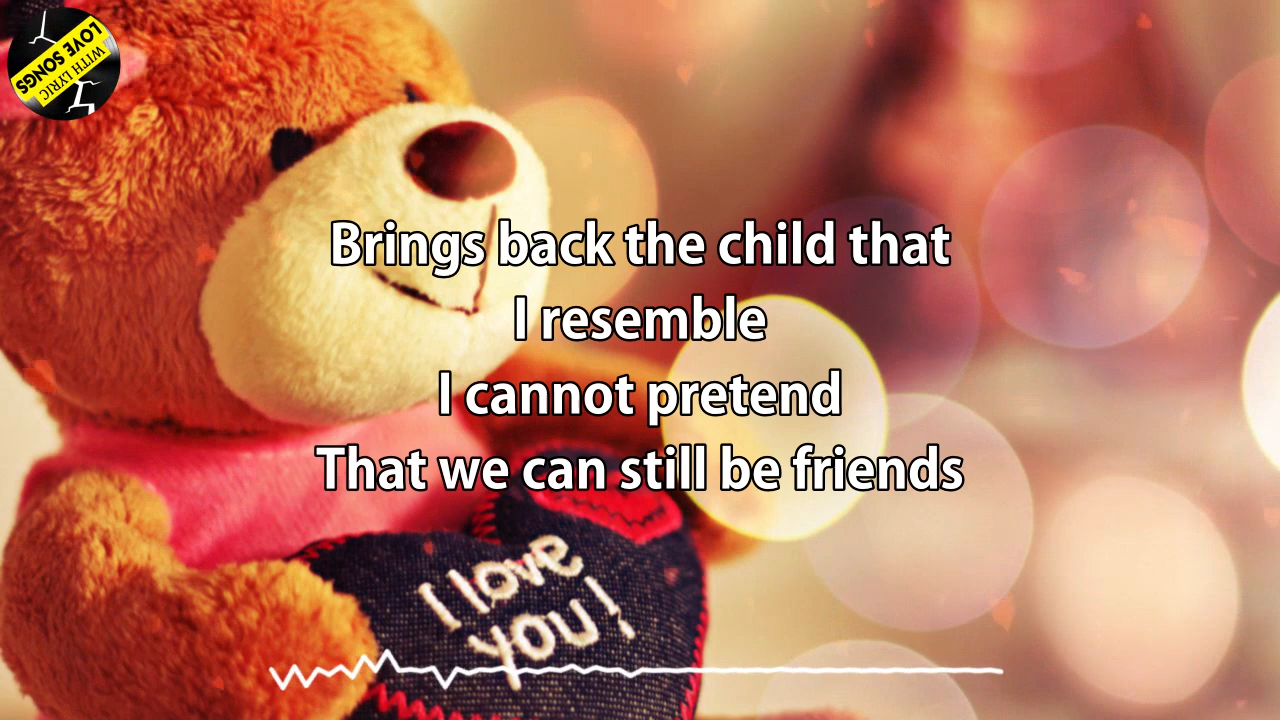 LOVE SONGS
WITH LYRIC
Brings back the child that
I resemble
I cannot pretend
That we can still be friends
I love
you!